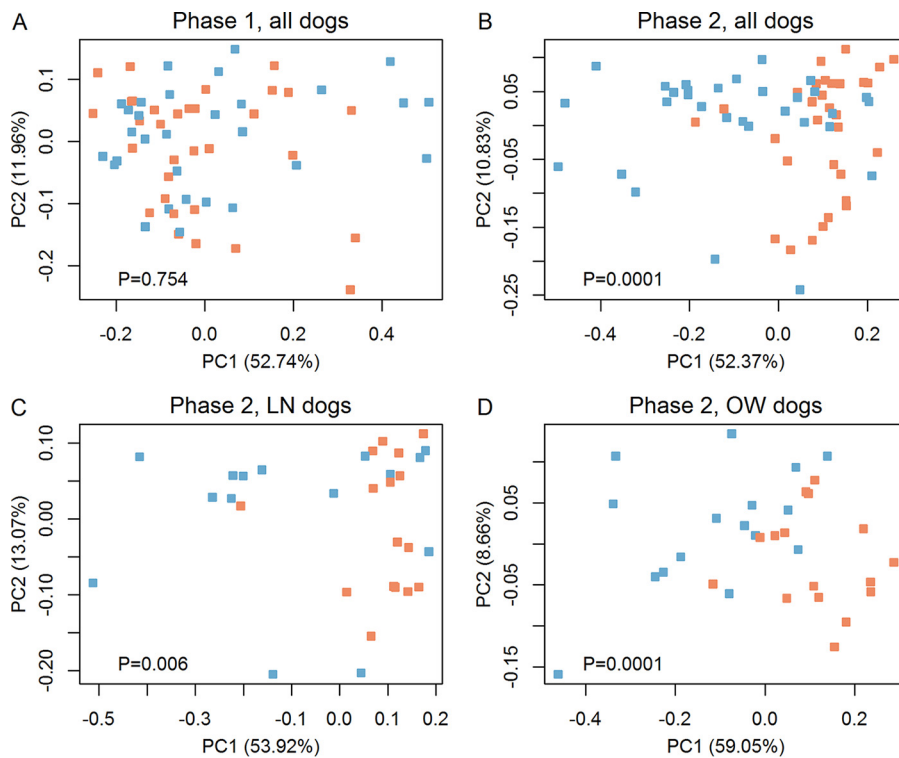 A Phase 1, all dogs
0.1
0.0
-0.1
-0.2
PC2 (11.96%)
P=0.754
-0.2 0.0 0.2 0.4
PC1 (52.74%)
B Phase 2, all dogs
0.05
-0.05
-0.15
-0.25
PC2 (10.83%)
P=0.0001
-0.4 -0.2 -0.0 0.2
PC1 (52.37%)
C Phase 2, LN dogs
0.10
0.00
-0.10
-0.20
PC2 (13.07%)
P=0.006
-0.5 -0.3 -0.1 0.0 0.1 0.2
PC1 (53.92%)
D Phase 2, OW dogs
0.05
-0.05
-0.15
PC2 (8.66%)
P=0.0001
-0.4 -0.2 0.0 0.2
PC1 (59.05%)